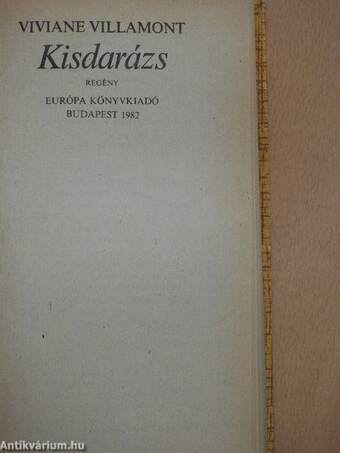 VIVIANE VILLAMONT
Kisdarázs
REGÉNY
EURÓPA KÖNYVKIADÓ
BUDAPEST 1982
Antikvárium.hu